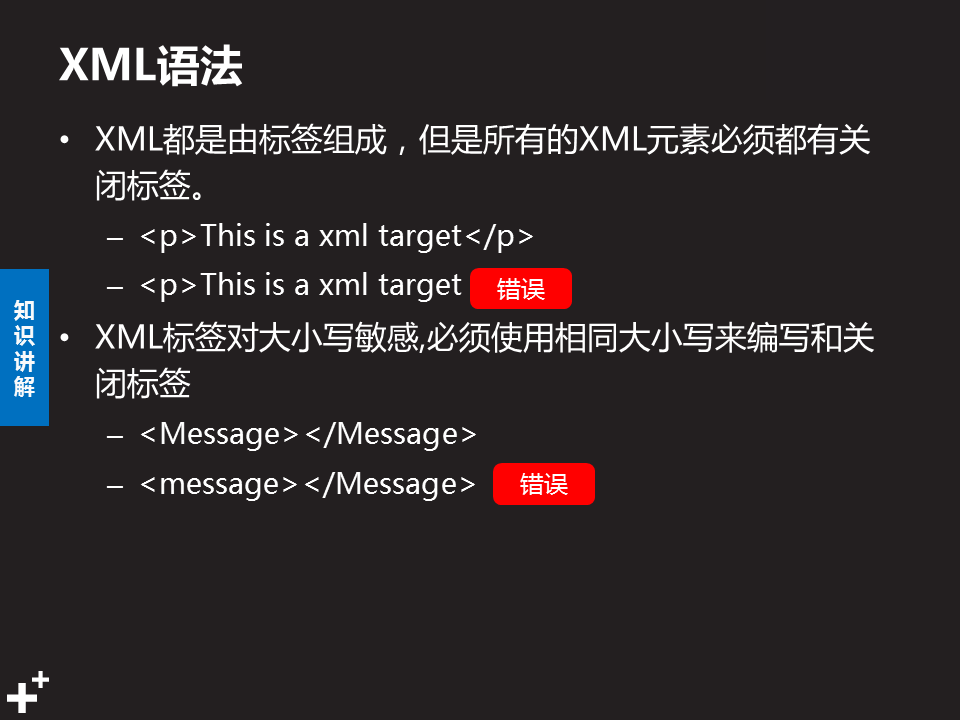 XML语法
• XML都是由标签组成，但是所有的XML元素必须都有关
闭标签。
– <p>This is a xml target</p>
– <p>This is a xml target 错误
知识讲解
• XML标签对大小写敏感,必须使用相同大小写来编写和关
闭标签
– <Message></Message>
– <message></Message> 错误